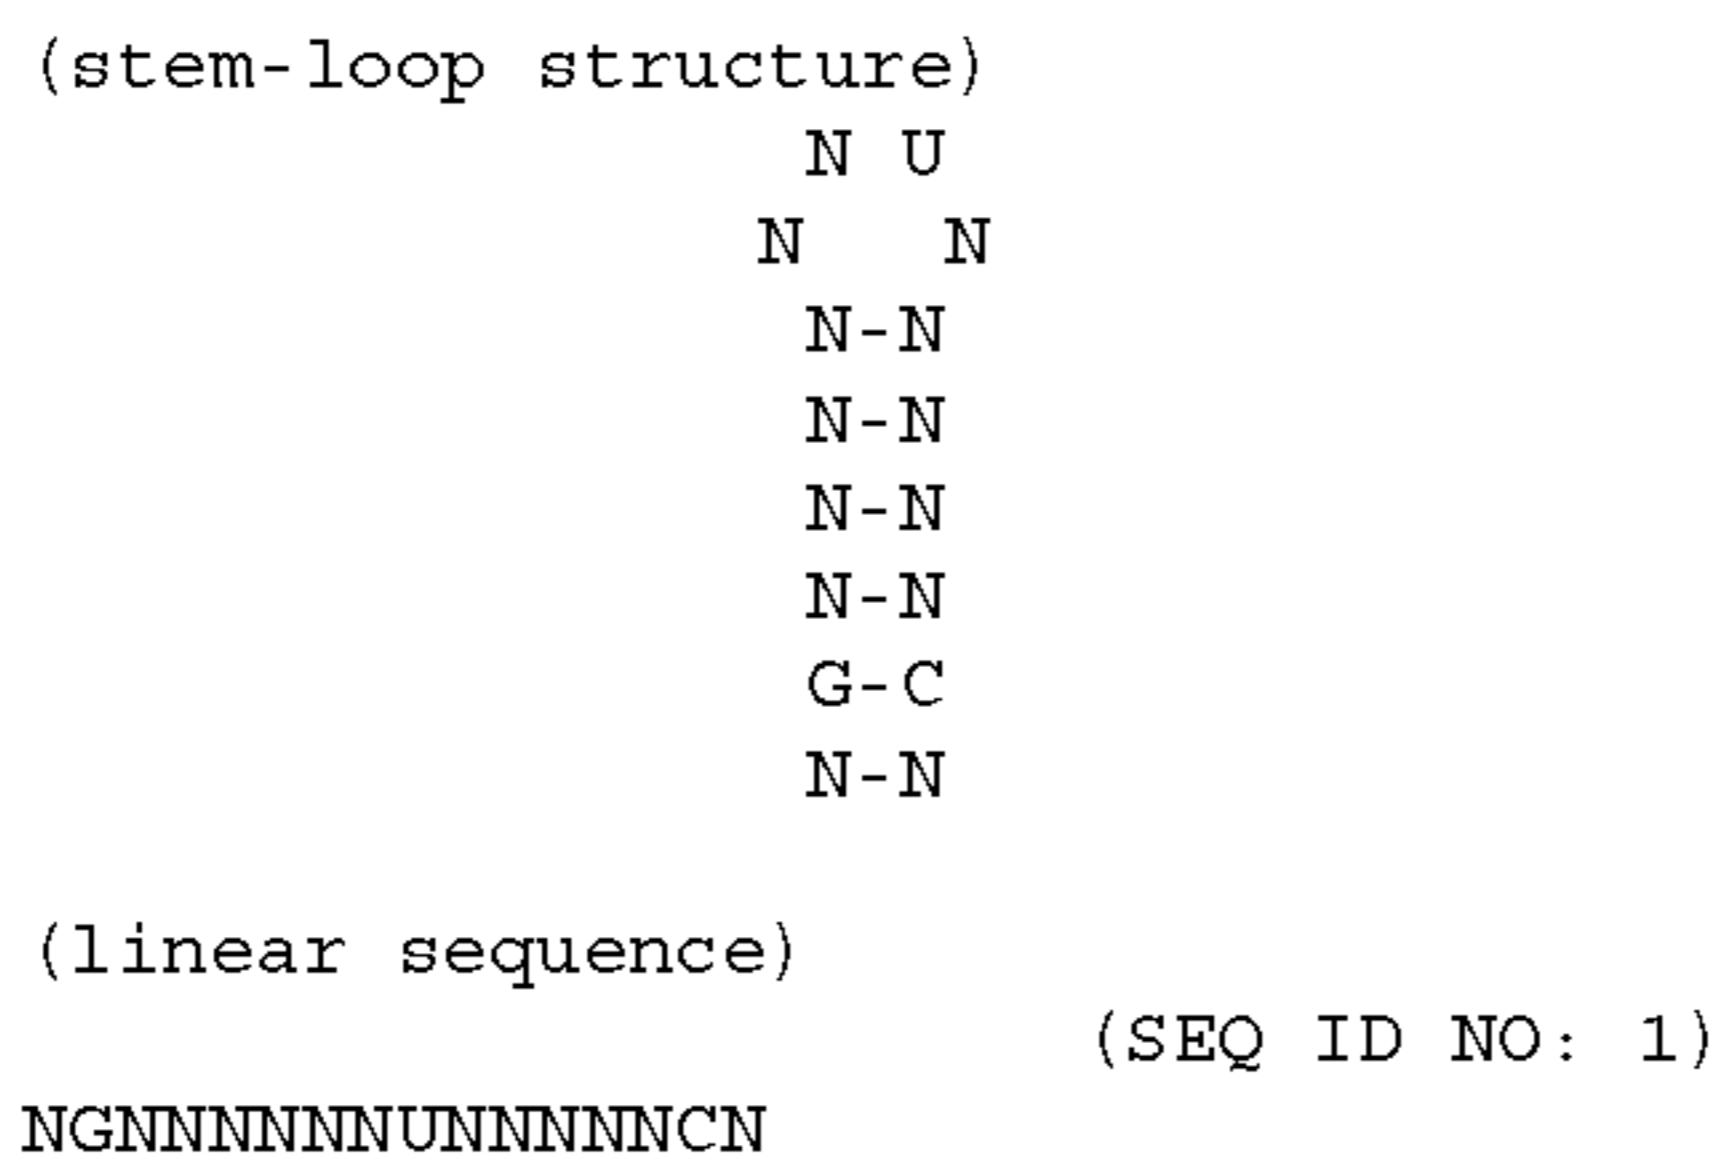 (stem-loop structure)
N U
N N
N-N
N-N
N-N
N-N
G-C
N-N
(linear sequence)
(SEQ ID NO: 1)
NGNNNNNNUNNNNNCN